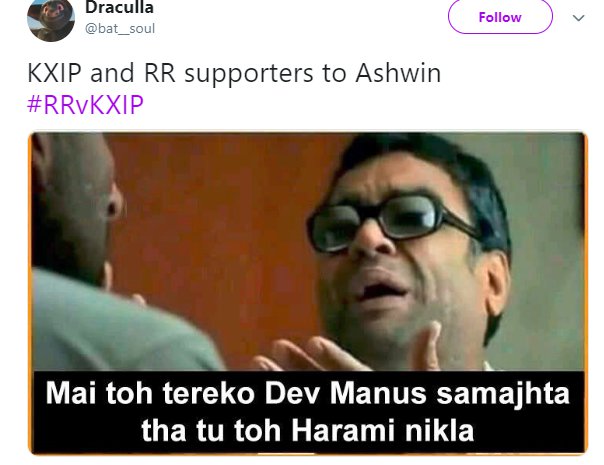 Draculla
@bat__soul
Follow
KXIP and RR supporters to Ashwin
#RRvKXIP
Mai toh tereko Dev Manus samajhta
tha tu toh Harami nikla